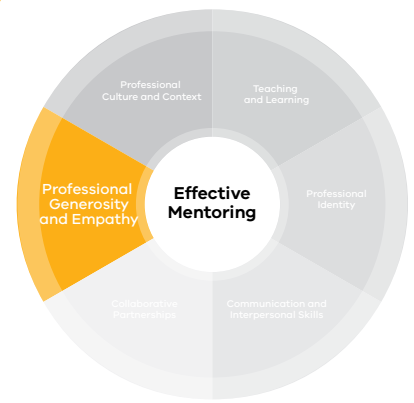 Professional
Culture and Context
Teaching
and Learning
Professional
Generosity
and Empathy
Effective
Mentoring
Professional
Identity
Collaborative
Partnerships
Communication and
Interpersonal Skills